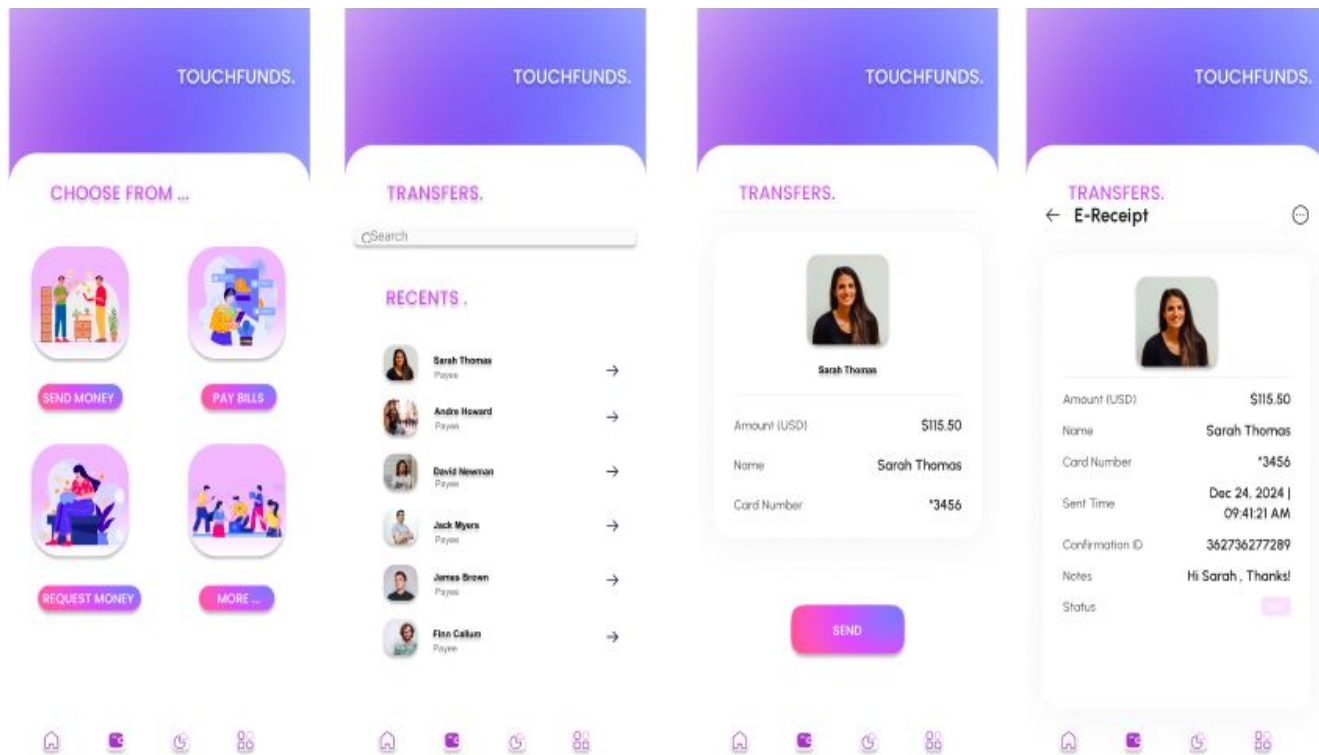 TOUCHFUNDS.
CHOOSE FROM ...
SEND MONEY
PAY BILLS
REQUEST MONEY
MORE ...
TOUCHFUNDS.
TRANSFERS.
Search
RECENTS .
Sarah Thomas
Payee
Andre Howard
Payee
David Newman
Payee
Jack Myers
Payee
James Brown
Payee
Finn Callum
Payee
TOUCHFUNDS.
TRANSFERS.
Sarah Thomas
Amount (USD) $115.50
Name Sarah Thomas
Card Number *3456
SEND
TOUCHFUNDS.
TRANSFERS.
E-Receipt
Amount (USD) $115.50
Name Sarah Thomas
Card Number *3456
Sent Time Dec 24, 2024 |
09:41:21 AM
Confirmation ID 362736277289
Notes Hi Sarah , Thanks!
Status